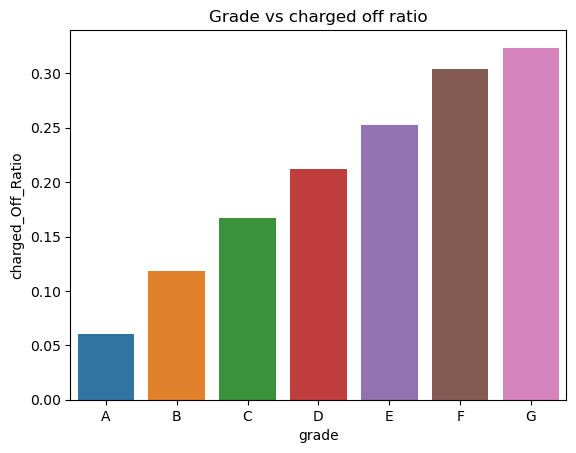 Grade vs charged off ratio
charged_Off_Ratio
0.30
0.25
0.20
0.15
0.10
0.05
0.00
A B C D E F G
grade